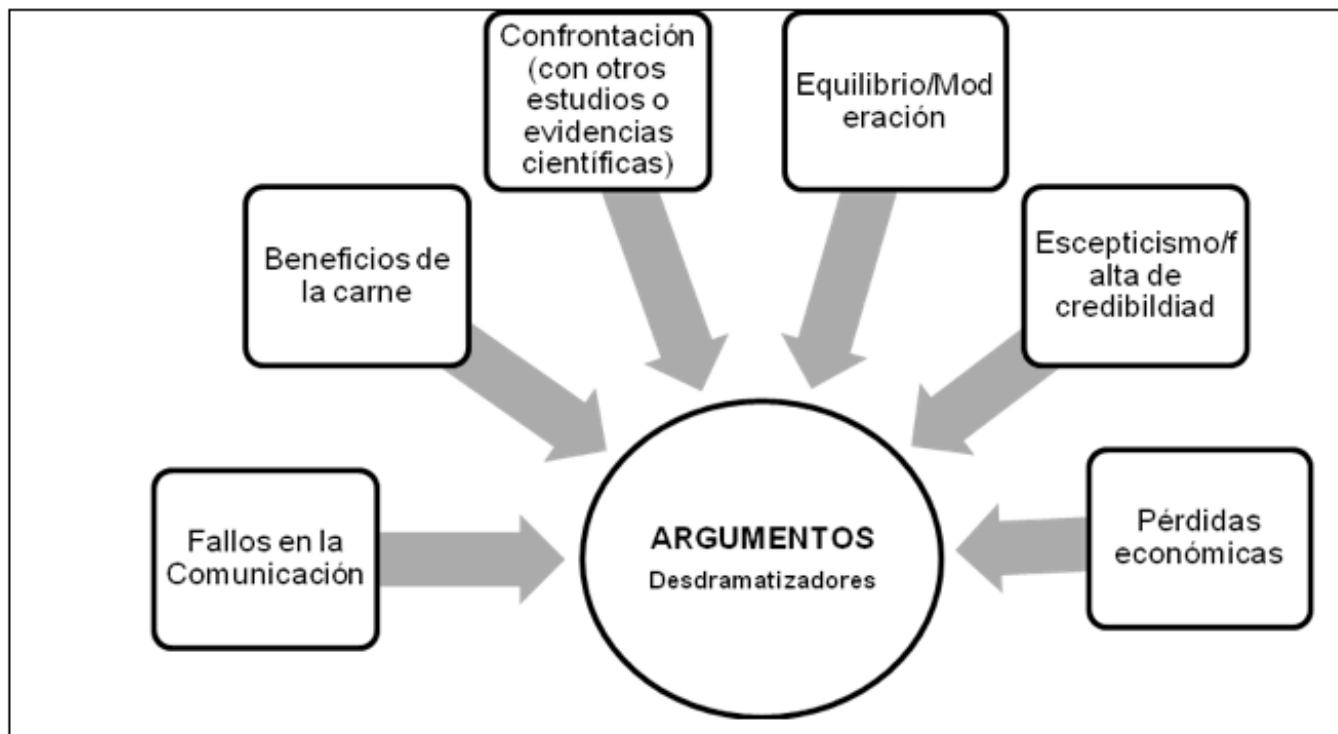 Confrontación
(con otros
estudios o
evidencias
científicas)
Equilibrio/Mod
eración
Beneficios de
la carne
Escepticismo/f
alta de
credibildiad
Fallos en la
Comunicación
ARGUMENTOS
Desdramatizadores
Pérdidas
económicas